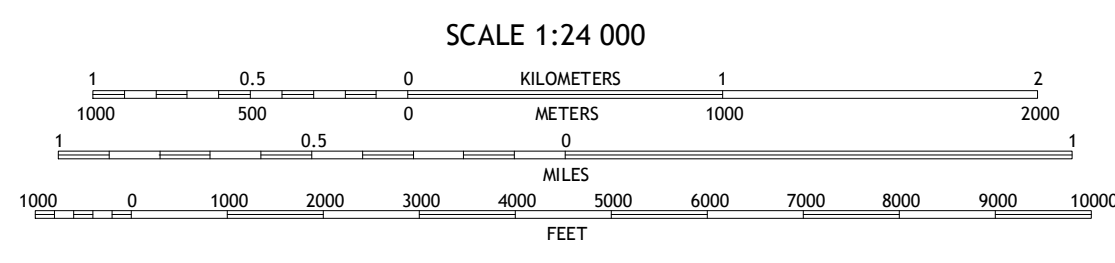 SCALE 1:24 000
1 0.5 0 KILOMETERS 1 2
1000 500 0 METERS 1000 2000
1 0.5 0 1
MILES
1000 0 1000 2000 3000 4000 5000 6000 7000 8000 9000 10000
FEET